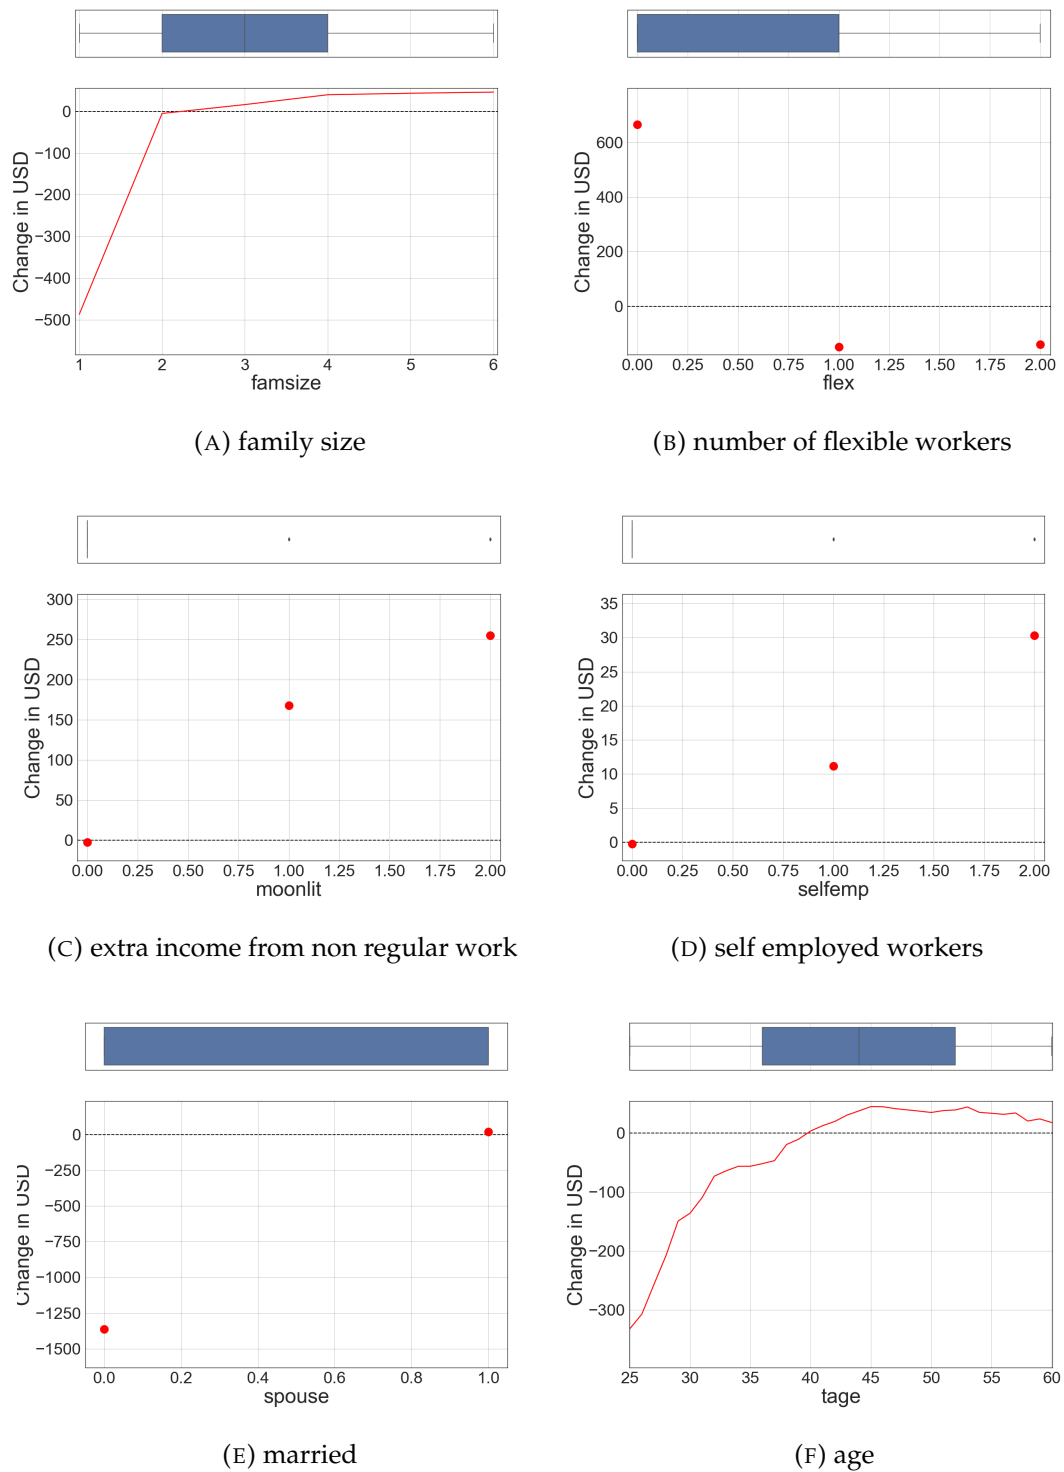 0
−100
−200
−300
−400
−500
Change in USD
1 2 3 4 5 6
famsize
(A) family size
600
400
200
0
Change in USD
0.00 0.25 0.50 0.75 1.00 1.25 1.50 1.75 2.00
flex
(B) number of flexible workers
300
250
200
150
100
50
0
Change in USD
0.00 0.25 0.50 0.75 1.00 1.25 1.50 1.75 2.00
moonlit
(C) extra income from non regular work
35
30
25
20
15
10
5
0
Change in USD
0.00 0.25 0.50 0.75 1.00 1.25 1.50 1.75 2.00
selfemp
(D) self employed workers
0
−250
−500
−750
−1000
−1250
−1500
Change in USD
0.0 0.2 0.4 0.6 0.8 1.0
spouse
(E) married
0
−100
−200
−300
Change in USD
25 30 35 40 45 50 55 60
tage
(F) age